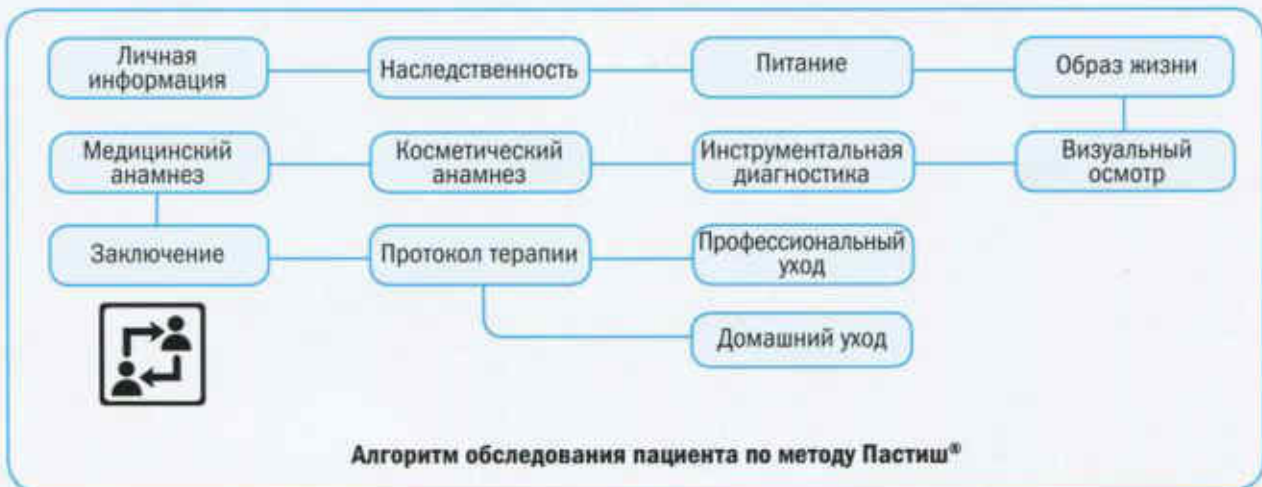 Личная
информация
Наследственность
Питание
Образ жизни
Медицинский
анамнез
Косметический
анамнез
Инструментальная
диагностика
Визуальный
осмотр
Заключение
Протокол терапии
Профессиональный
уход
Домашний уход
Алгоритм обследования пациента по методу Пастиш®